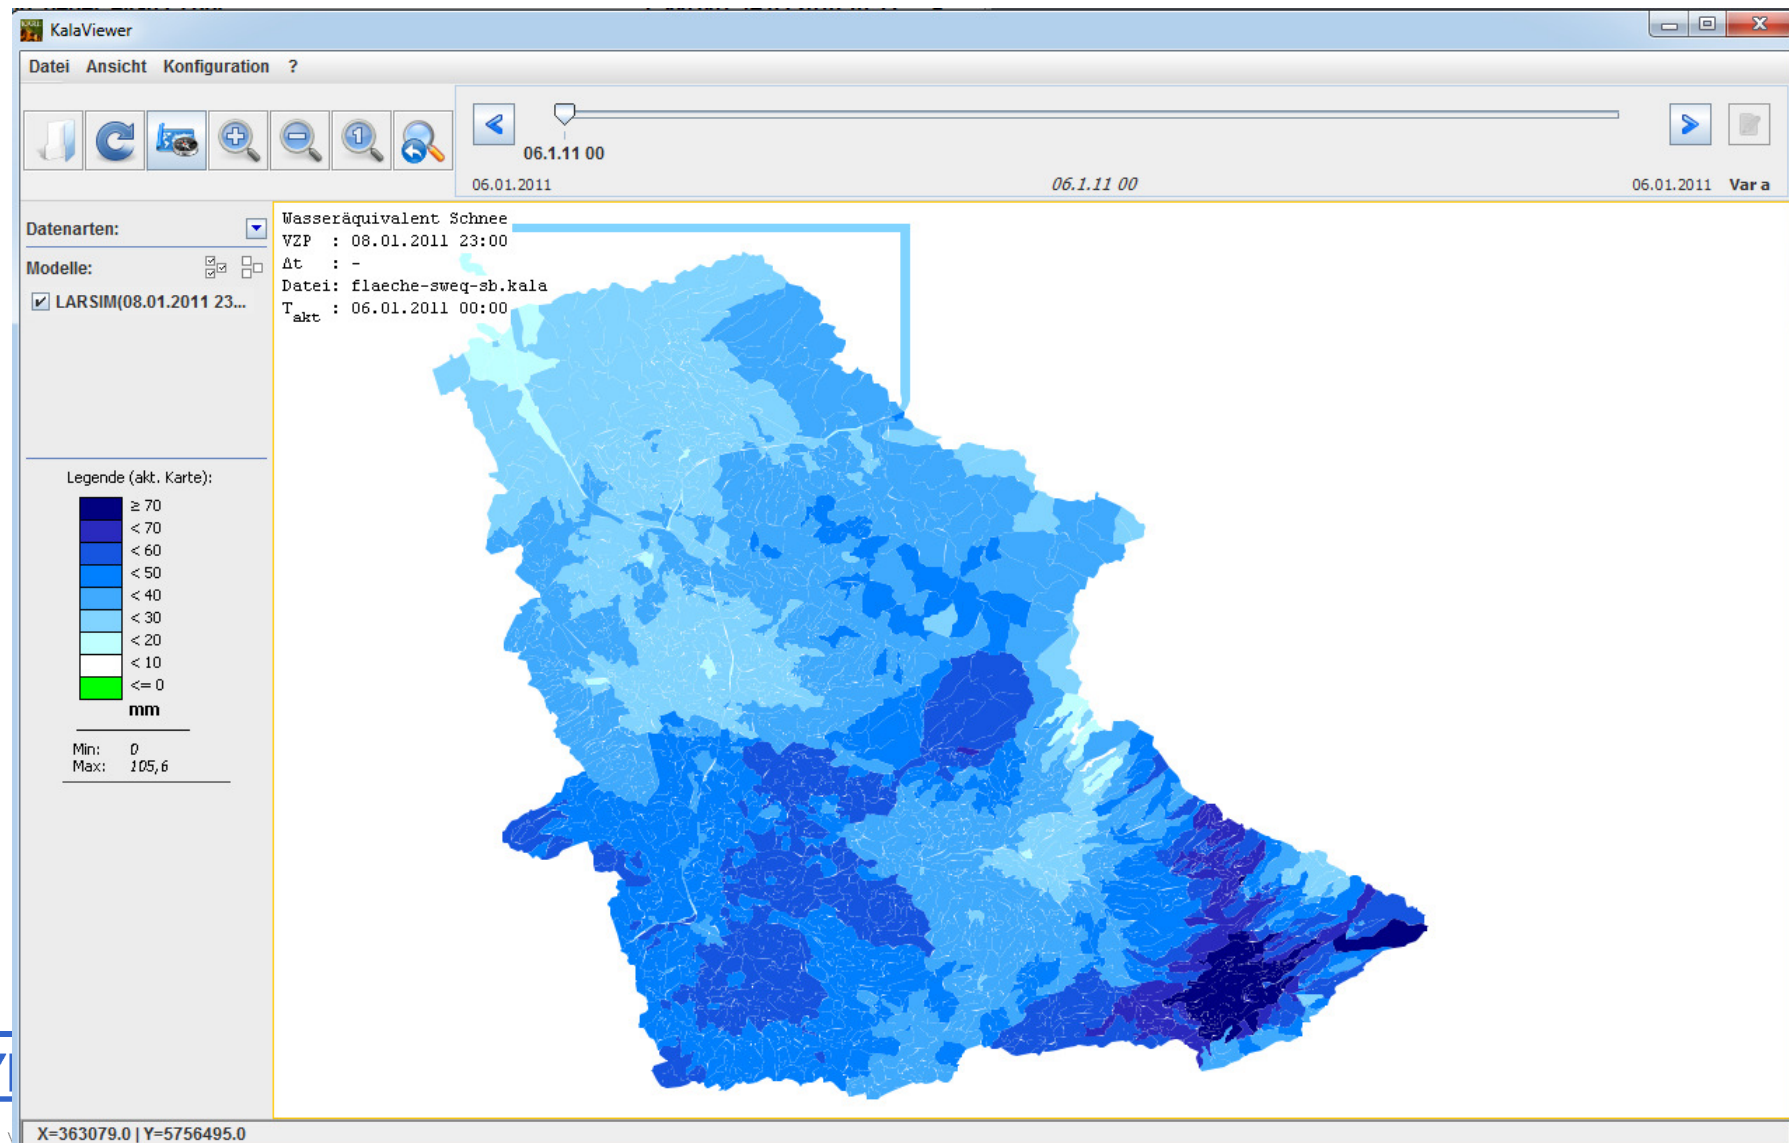 KalaViewer
Datei Ansicht Konfiguration ?
06.1.11 00
06.01.2011 06.1.11 00 06.01.2011 Var a
Datenarten:
Modelle:
LARSIM(08.01.2011 23...
Wasseräquivalent Schnee
VZP : 08.01.2011 23:00
Δt : -
Datei: flaeche-sweq-sb.kala
Takt : 06.01.2011 00:00
Legende (akt. Karte):
≥ 70
< 70
< 60
< 50
< 40
< 30
< 20
< 10
<= 0
mm
Min: 0
Max: 105,6
X=363079.0 | Y=5756495.0